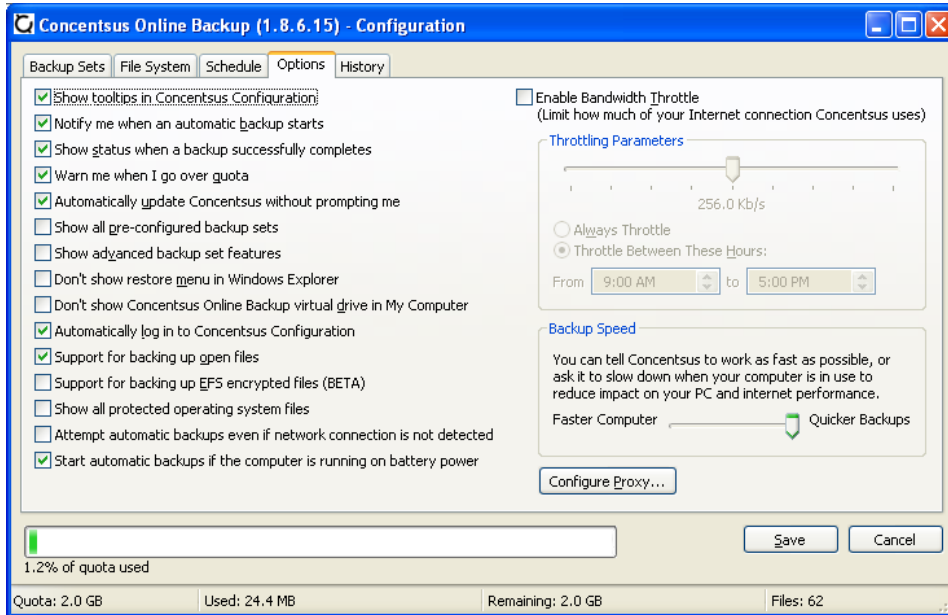 Concentsus Online Backup (1.8.6.15) - Configuration
Backup Sets File System Schedule Options History
Show tooltips in Concentsus Configuration
Notify me when an automatic backup starts
Show status when a backup successfully completes
Warn me when I go over quota
Automatically update Concentsus without prompting me
Show all pre-configured backup sets
Show advanced backup set features
Don't show restore menu in Windows Explorer
Don't show Concentsus Online Backup virtual drive in My Computer
Automatically log in to Concentsus Configuration
Support for backing up open files
Support for backing up EFS encrypted files (BETA)
Show all protected operating system files
Attempt automatic backups even if network connection is not detected
Start automatic backups if the computer is running on battery power
Enable Bandwidth Throttle
(Limit how much of your Internet connection Concentsus uses)
Throttling Parameters
256.0 Kb/s
Always Throttle
Throttle Between These Hours:
From 9:00 AM to 5:00 PM
Backup Speed
You can tell Concentsus to work as fast as possible, or
ask it to slow down when your computer is in use to
reduce impact on your PC and internet performance.
Faster Computer Quicker Backups
Configure Proxy...
1.2% of quota used
Save Cancel
Quota: 2.0 GB Used: 24.4 MB Remaining: 2.0 GB Files: 62